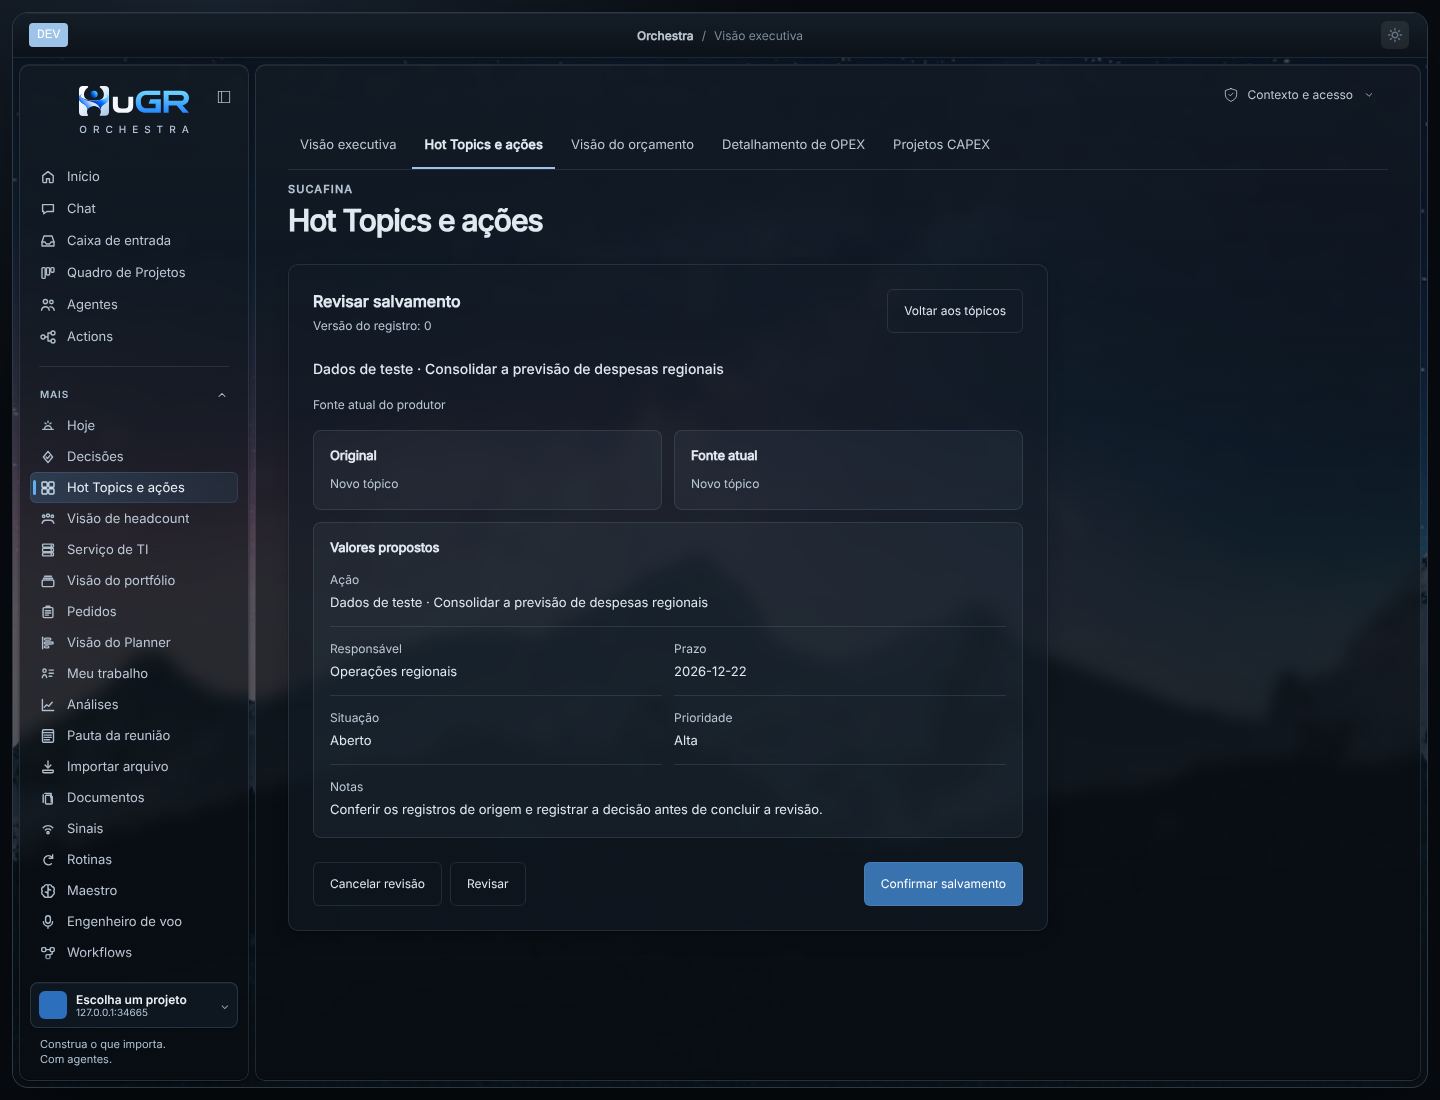 DEV
Orchestra / Visão executiva
HuGR
ORCHESTRA
Início
Chat
Caixa de entrada
Quadro de Projetos
Agentes
Actions
MAIS
Hoje
Decisões
Hot Topics e ações
Visão de headcount
Serviço de TI
Visão do portfólio
Pedidos
Visão do Planner
Meu trabalho
Análises
Pauta da reunião
Importar arquivo
Documentos
Sinais
Rotinas
Maestro
Engenheiro de voo
Workflows
Escolha um projeto
127.0.0.1:34665
Construa o que importa.
Com agentes.
Contexto e acesso
Visão executiva Hot Topics e ações Visão do orçamento Detalhamento de OPEX Projetos CAPEX
SUCAFINA
Hot Topics e ações
Revisar salvamento
Versão do registro: 0
Voltar aos tópicos
Dados de teste · Consolidar a previsão de despesas regionais
Fonte atual do produtor
Original
Novo tópico
Fonte atual
Novo tópico
Valores propostos
Ação
Dados de teste · Consolidar a previsão de despesas regionais
Responsável
Operações regionais
Prazo
2026-12-22
Situação
Aberto
Prioridade
Alta
Notas
Conferir os registros de origem e registrar a decisão antes de concluir a revisão.
Cancelar revisão Revisar Confirmar salvamento